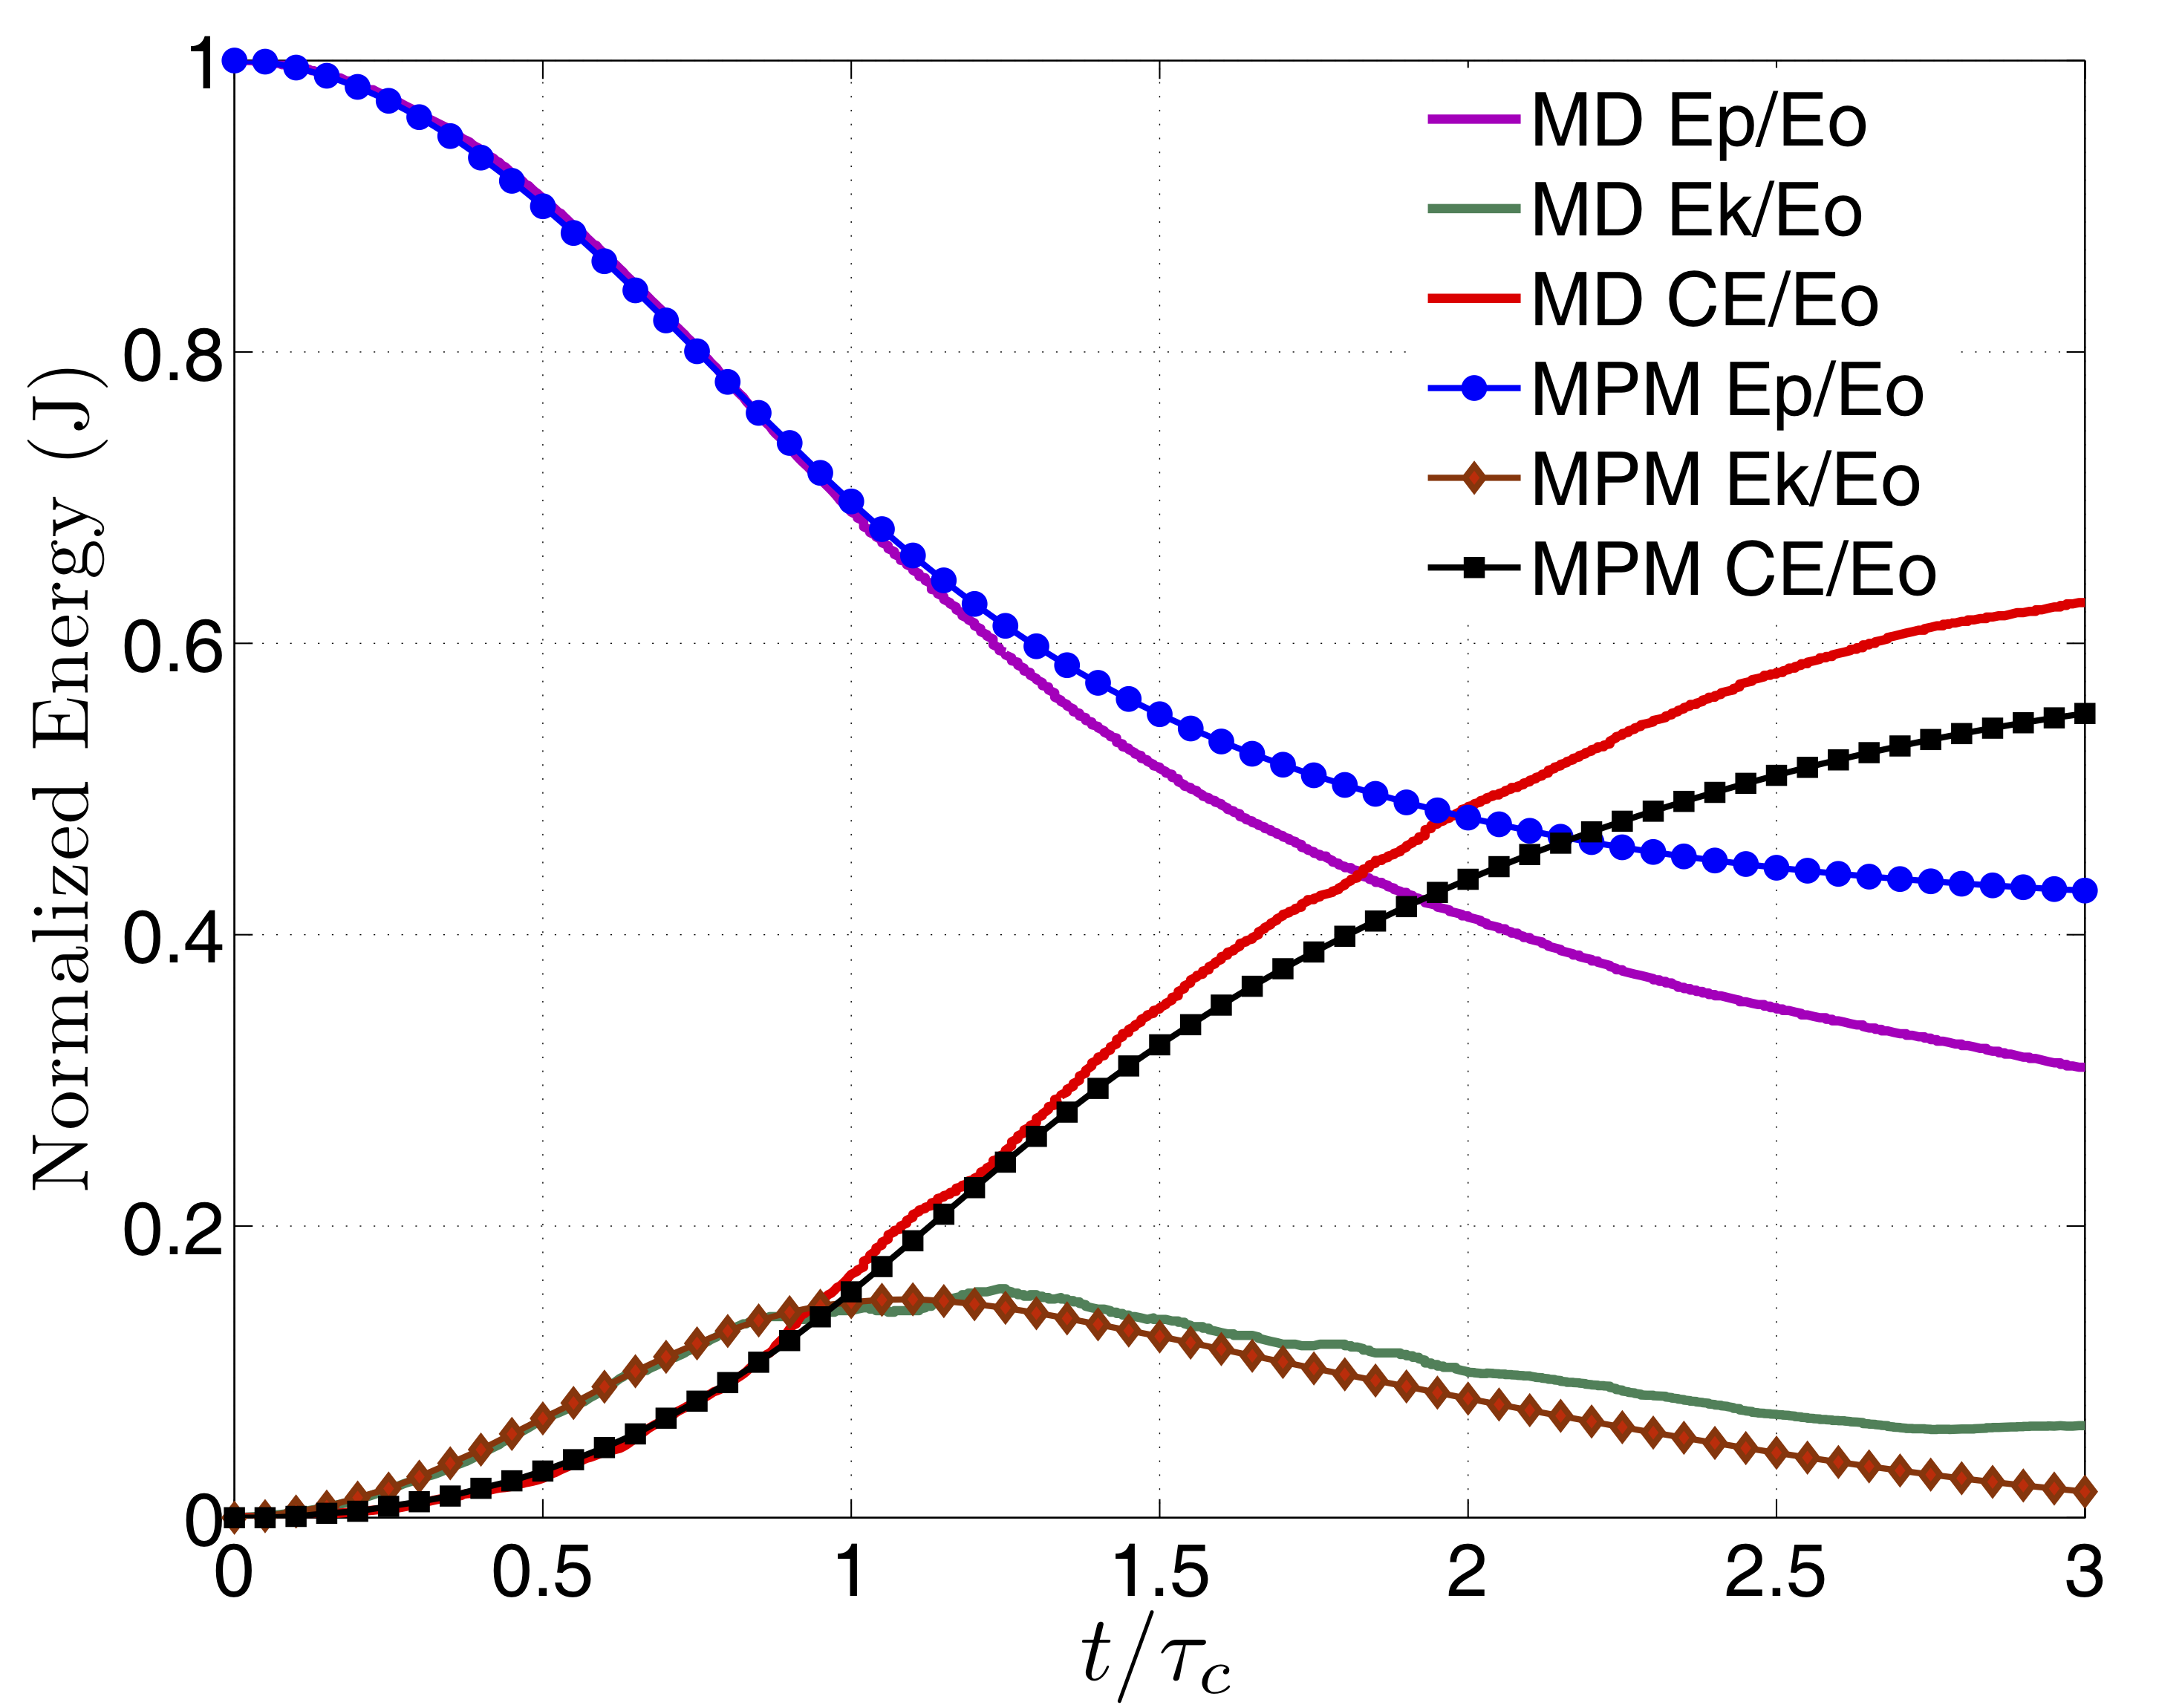 Normalized Energy (J)
1
0.8
0.6
0.4
0.2
0
MD Ep/Eo
MD Ek/Eo
MD CE/Eo
MPM Ep/Eo
MPM Ek/Eo
MPM CE/Eo
0 0.5 1 1.5 2 2.5 3
t/τc